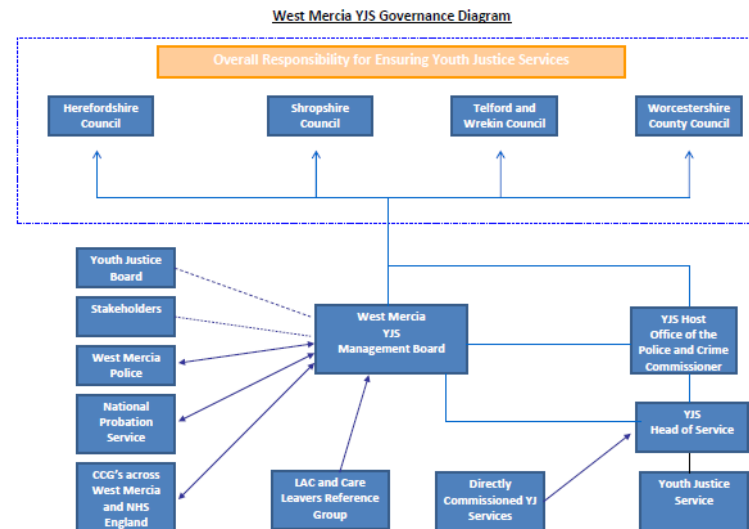 West Mercia YJS Governance Diagram
Overall Responsibility for Ensuring Youth Justice Services
Herefordshire
Council
Shropshire
Council
Telford and
Wrekin Council
Worcestershire
County Council
Youth Justice
Board
Stakeholders
West Mercia
Police
National
Probation
Service
CCG's across
West Mercia
and NHS
England
West Mercia
YJS
Management Board
YJS Host
Office of the
Police and Crime
Commissioner
YJS
Head of Service
LAC and Care
Leavers Reference
Group
Directly
Commissioned YJ
Services
Youth Justice
Service